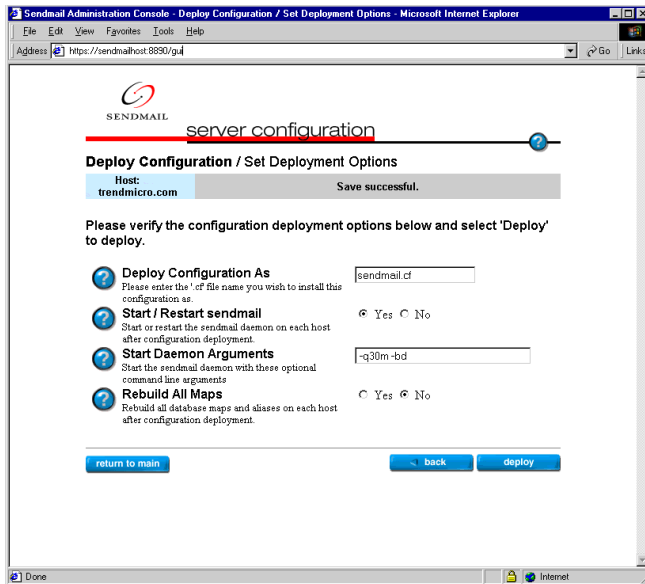 Sendmail Administration Console - Deploy Configuration / Set Deployment Options - Microsoft Internet Explorer
File Edit View Favorites Tools Help
Address https://sendmailhost:8890/gui Go Links
SENDMAIL
server configuration
?
Deploy Configuration / Set Deployment Options
Host:
trendmicro.com
Save successful.
Please verify the configuration deployment options below and select 'Deploy'
to deploy.
? Deploy Configuration As
Please enter the '.cf' file name you wish to install this
configuration as.
sendmail.cf
? Start / Restart sendmail
Start or restart the sendmail daemon on each host
after configuration deployment.
Yes No
? Start Daemon Arguments
Start the sendmail daemon with these optional
command line arguments
-q30m -bd
? Rebuild All Maps
Rebuild all database maps and aliases on each host
after configuration deployment.
Yes No
return to main back deploy
Done Internet